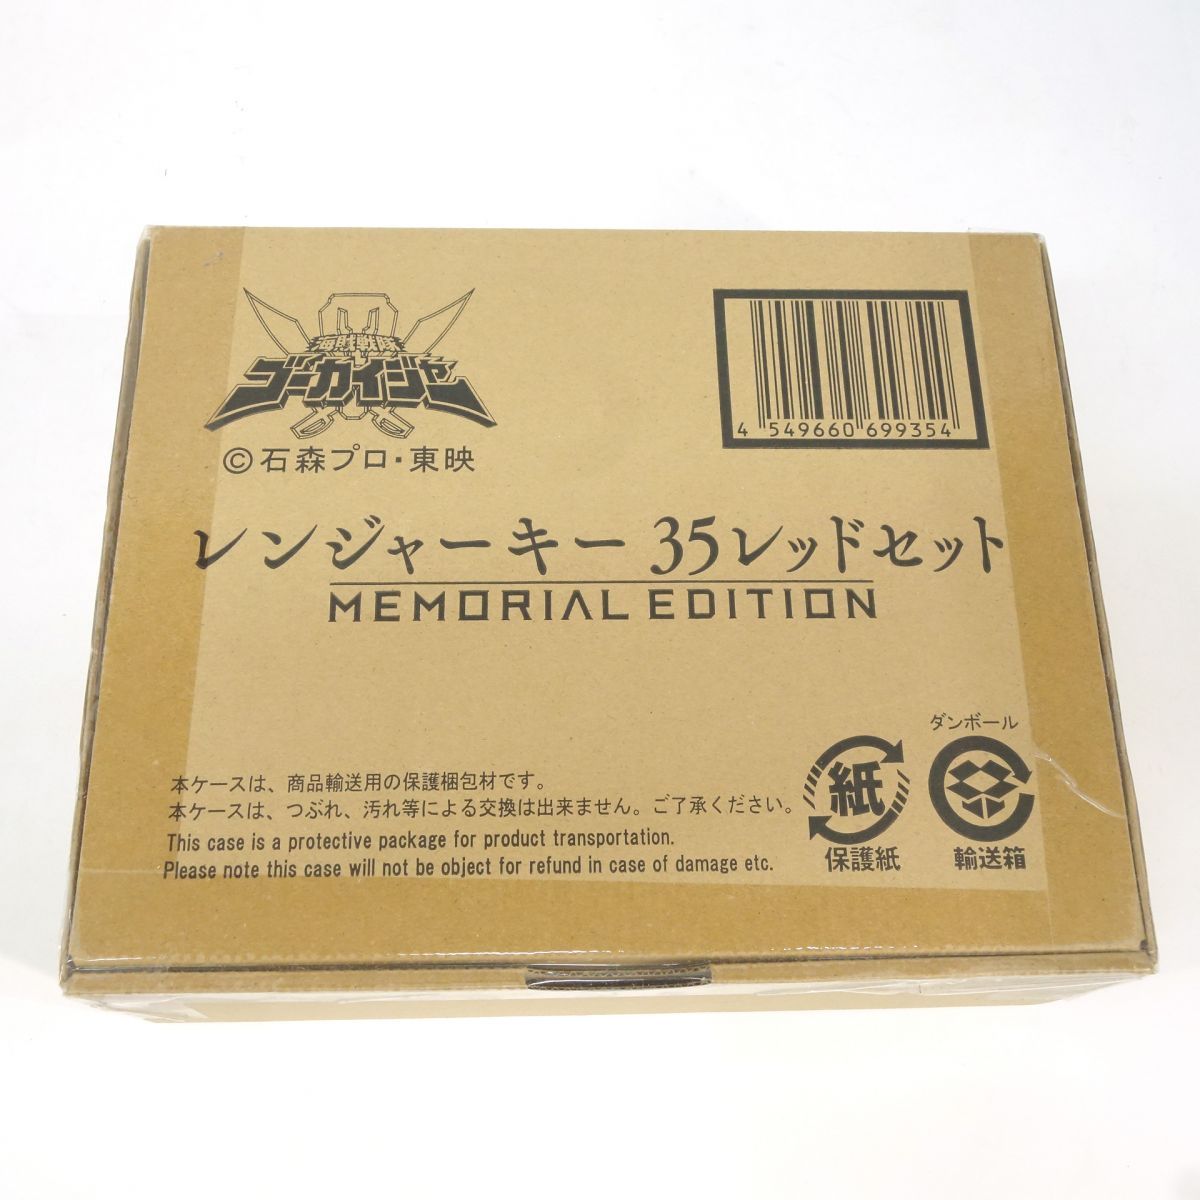 海賊戦隊
ゴーカイジャー
©石森プロ・東映
4 549660 699354
レンジャーキー 35レッドセット
MEMORIAL EDITION
本ケースは、商品輸送用の保護梱包材です。
本ケースは、つぶれ、汚れ等による交換は出来ません。ご了承ください。
This case is a protective package for product transportation.
Please note this case will not be object for refund in case of damage etc.
紙
保護紙
ダンボール
輸送箱